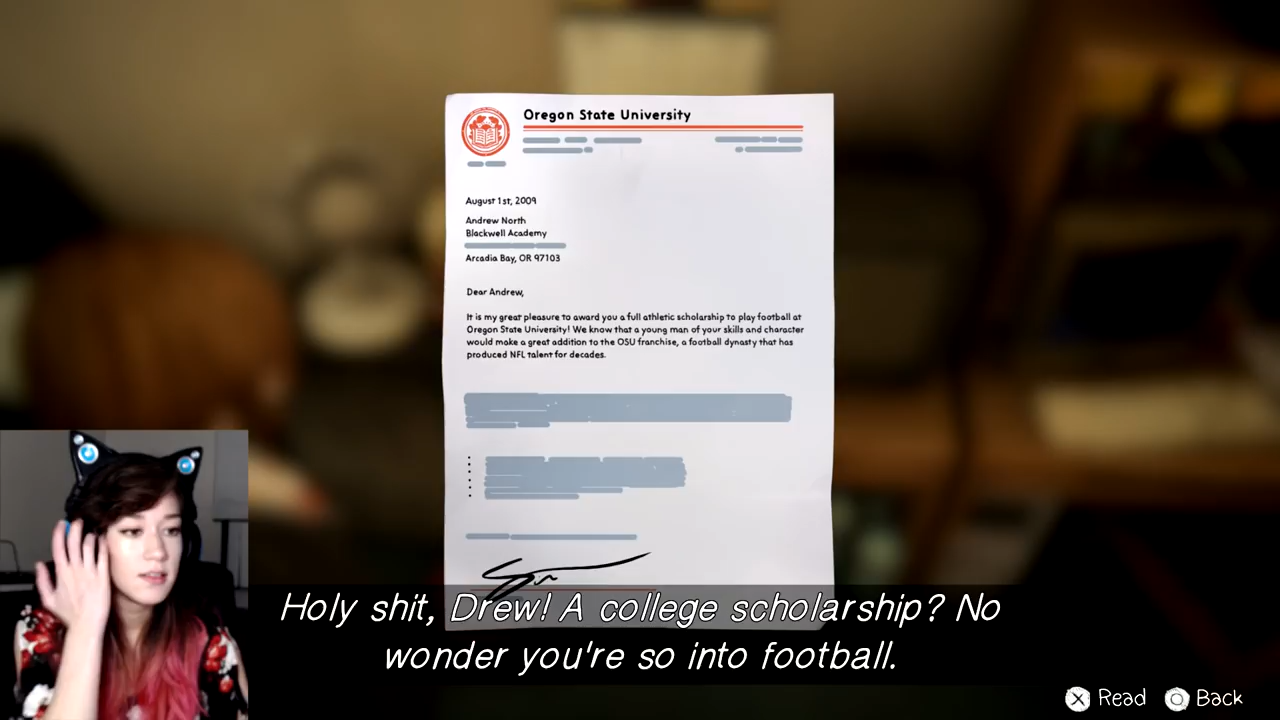 Oregon State University
August 1st, 2009
Andrew North
Blackwell Academy
Arcadia Bay, OR 97103
Dear Andrew,
It is my great pleasure to award you a full athletic scholarship to play football at
Oregon State University! We know that a young man of your skills and character
would make a great addition to the OSU franchise, a football dynasty that has
produced NFL talent for decades.
Holy shit, Drew! A college scholarship? No
wonder you're so into football.
Read
Back